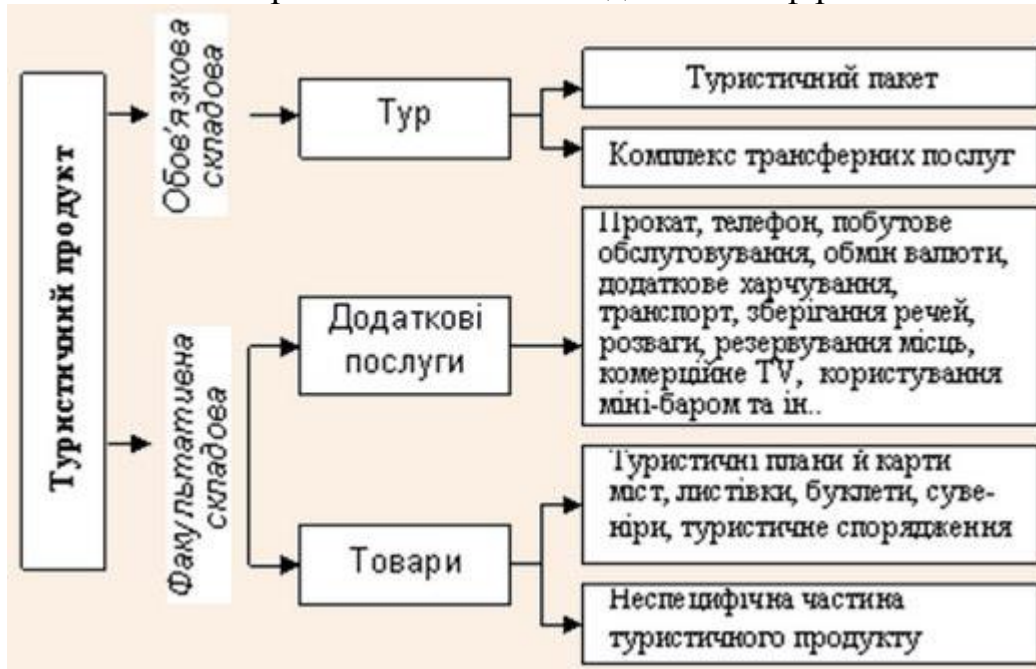 Туристичний продукт
Обов'язкова
складова
Факультативна
складова
Тур
Туристичний пакет
Комплекс трансферних послуг
Додаткові
послуги
Прокат, телефон, побутове
обслуговування, обмін валюти,
додаткове харчування,
транспорт, зберігання речей,
розваги, резервування місць,
комерційне TV, користування
міні-баром та ін..
Товари
Туристичні плани й карти
міст, листівки, буклети, суве-
ніри, туристичне спорядження
Неспецифічна частина
туристичного продукту